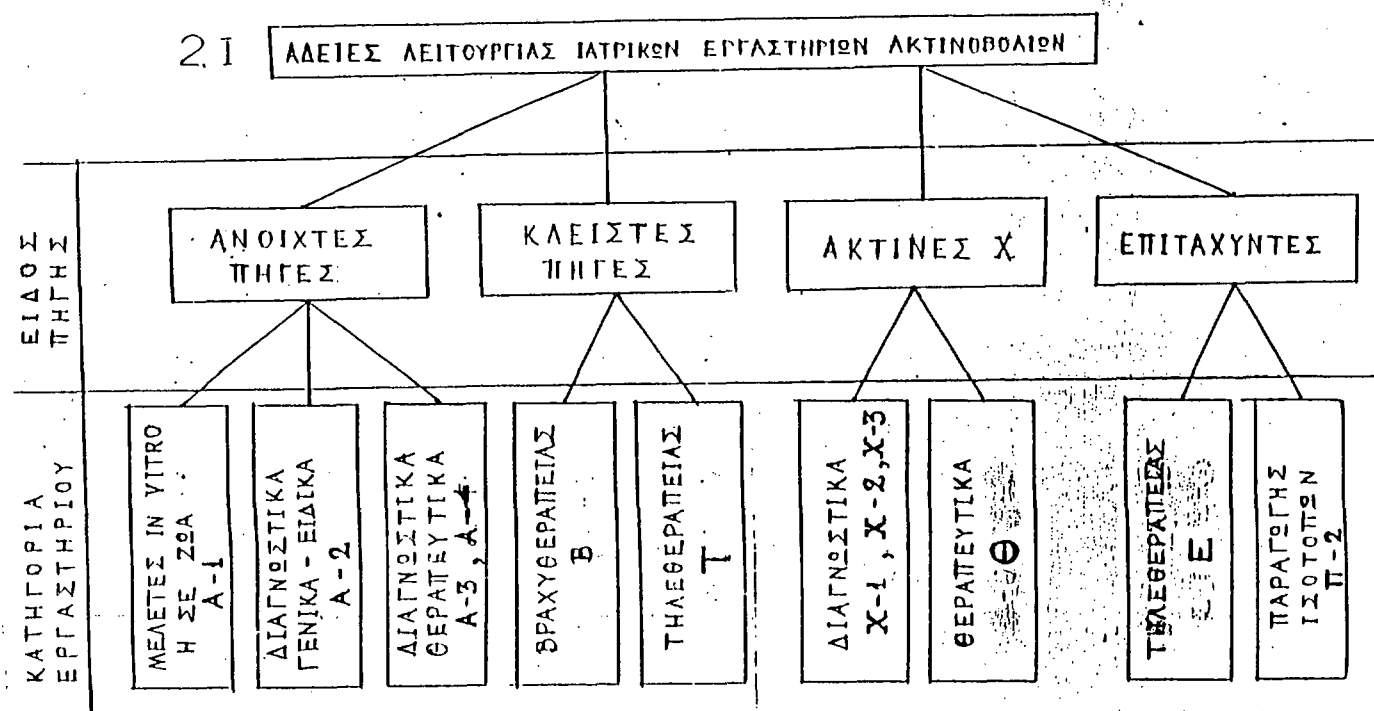 2.1
ΑΔΕΙΕΣ ΛΕΙΤΟΥΡΓΙΑΣ ΙΑΤΡΙΚΩΝ ΕΡΓΑΣΤΗΡΙΩΝ ΑΚΤΙΝΟΒΟΛΙΩΝ
ΕΙΔΟΣ
ΠΗΓΗΣ
ΑΝΟΙΧΤΕΣ
ΠΗΓΕΣ
ΚΛΕΙΣΤΕΣ
ΠΗΓΕΣ
ΑΚΤΙΝΕΣ Χ
ΕΠΙΤΑΧΥΝΤΕΣ
ΚΑΤΗΓΟΡΙΑ
ΕΡΓΑΣΤΗΡΙΟΥ
ΜΕΛΕΤΕΣ IN VITRO
Η ΣΕ ΖΩΑ
Α-1
ΔΙΑΓΝΩΣΤΙΚΑ
ΓΕΝΙΚΑ - ΕΙΔΙΚΑ
Α-2
ΔΙΑΓΝΩΣΤΙΚΑ
ΘΕΡΑΠΕΥΤΙΚΑ
Α-3, Α-4
ΒΡΑΧΥΘΕΡΑΠΕΙΑΣ
Β
ΤΗΛΕΘΕΡΑΠΕΙΑΣ
Τ
ΔΙΑΓΝΩΣΤΙΚΑ
Χ-1, Χ-2, Χ-3
ΘΕΡΑΠΕΥΤΙΚΑ
Θ
ΤΗΛΕΘΕΡΑΠΕΙΑΣ
Ε
ΠΑΡΑΓΩΓΗΣ
ΙΣΟΤΟΠΩΝ
Π-2